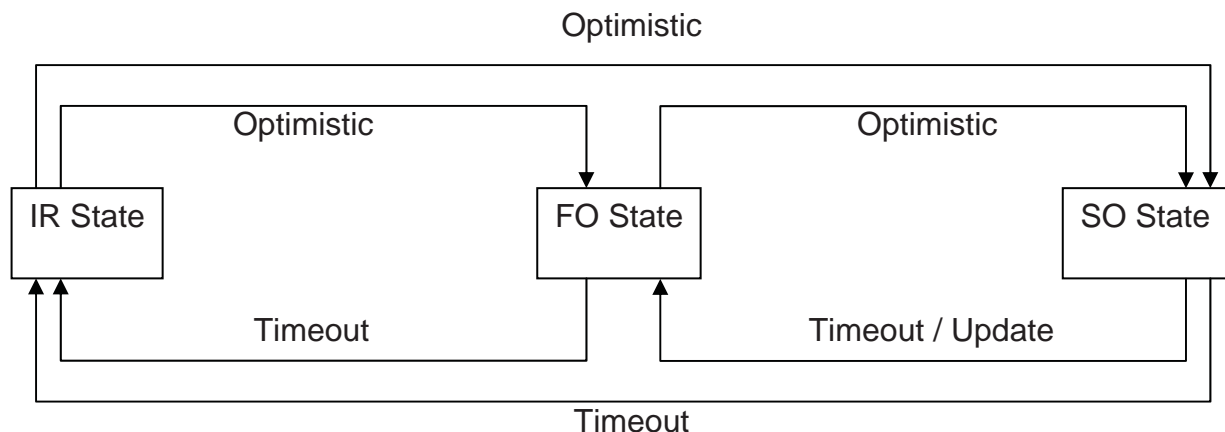 Optimistic
Optimistic
Optimistic
IR State
FO State
SO State
Timeout
Timeout / Update
Timeout